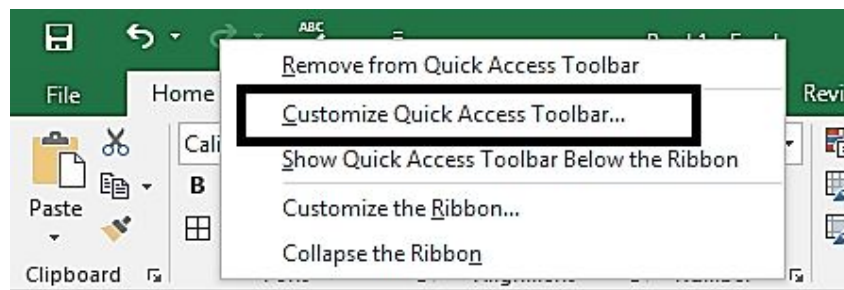 ABC
File Home
Revi
Remove from Quick Access Toolbar
Customize Quick Access Toolbar...
Show Quick Access Toolbar Below the Ribbon
Customize the Ribbon...
Collapse the Ribbon
Cali
B
Paste
Clipboard